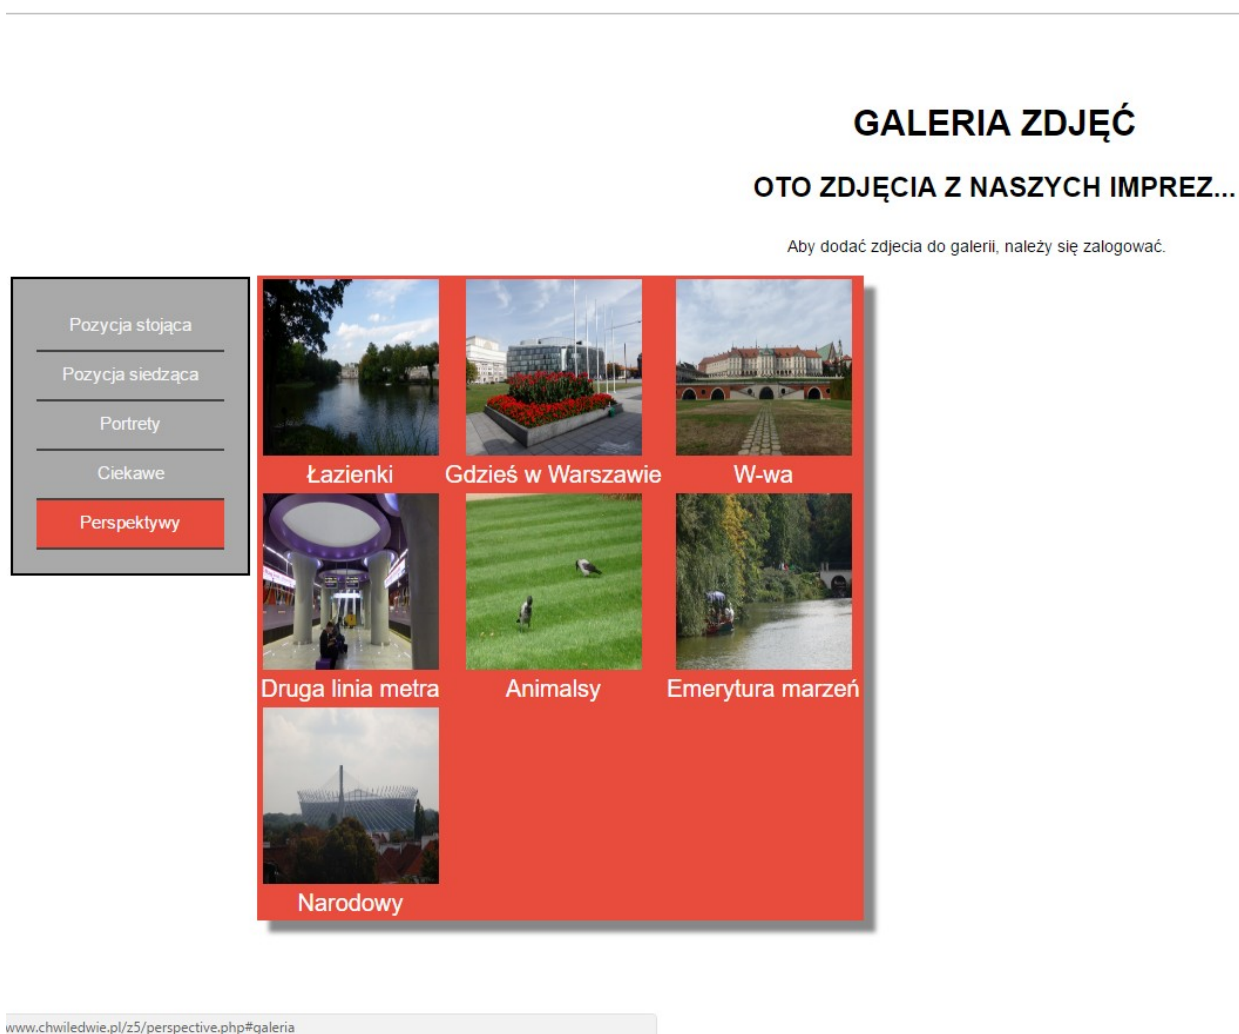 GALERIA ZDJĘĆ
OTO ZDJĘCIA Z NASZYCH IMPREZ...
Aby dodać zdjecia do galerii, należy się zalogować.
Pozycja stojąca
Pozycja siedząca
Portrety
Ciekawe
Perspektywy
Łazienki
Gdzieś w Warszawie
W-wa
Druga linia metra
Animalsy
Emerytura marzeń
Narodowy
www.chwiledwie.pl/z5/perspective.php#galeria